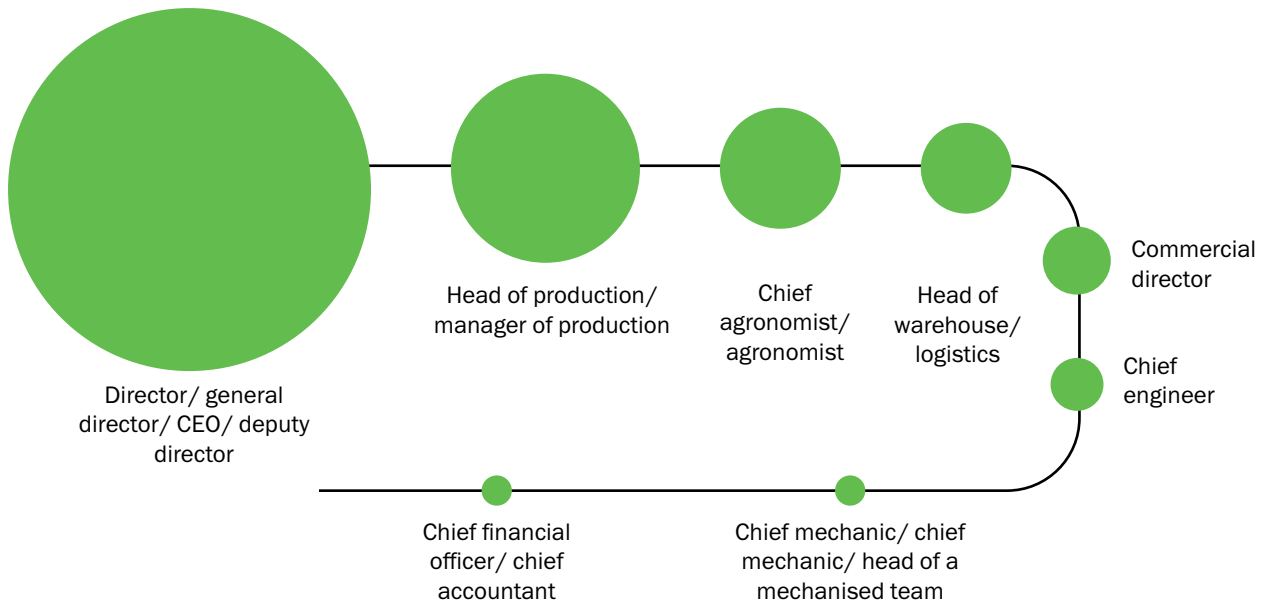 Director/ general
director/ CEO/ deputy
director
Head of production/
manager of production
Chief
agronomist/
agronomist
Head of
warehouse/
logistics
Commercial
director
Chief
engineer
Chief mechanic/ chief
mechanic/ head of a
mechanised team
Chief financial
officer/ chief
accountant